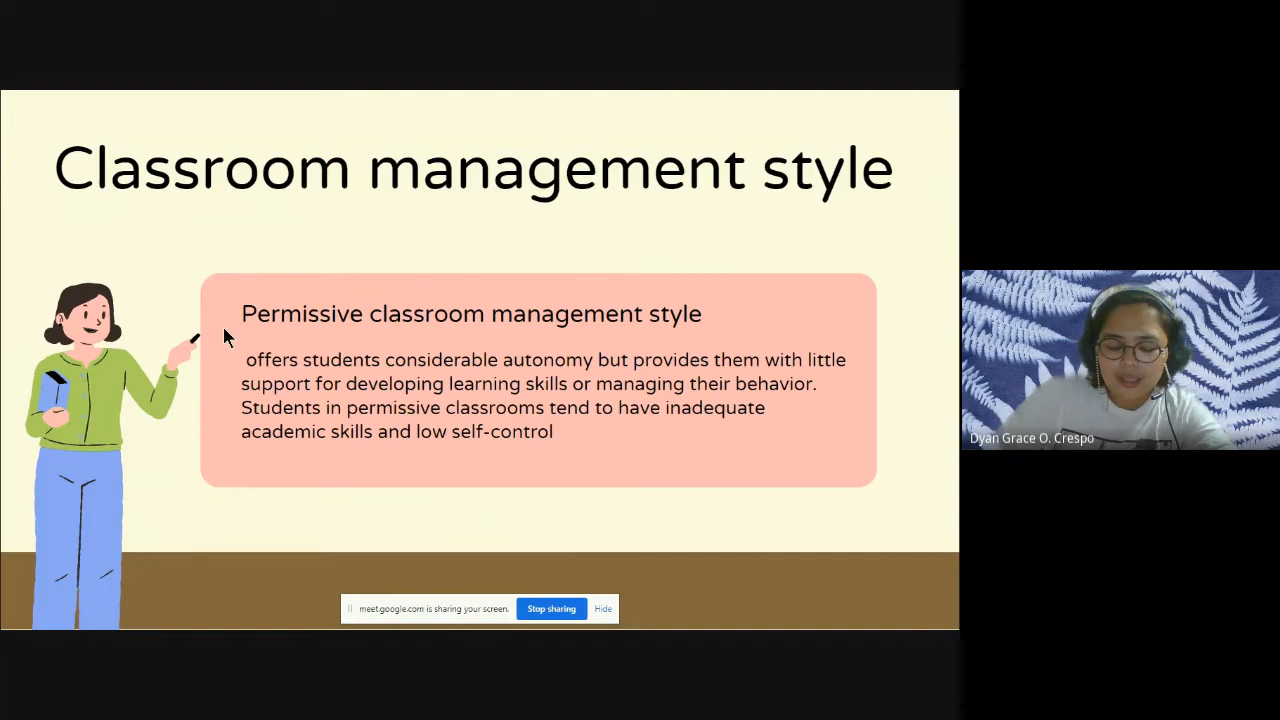 Classroom management style
Permissive classroom management style
offers students considerable autonomy but provides them with little
support for developing learning skills or managing their behavior.
Students in permissive classrooms tend to have inadequate
academic skills and low self-control
Dyan Grace O. Crespo
meet.google.com is sharing your screen.
Stop sharing
Hide